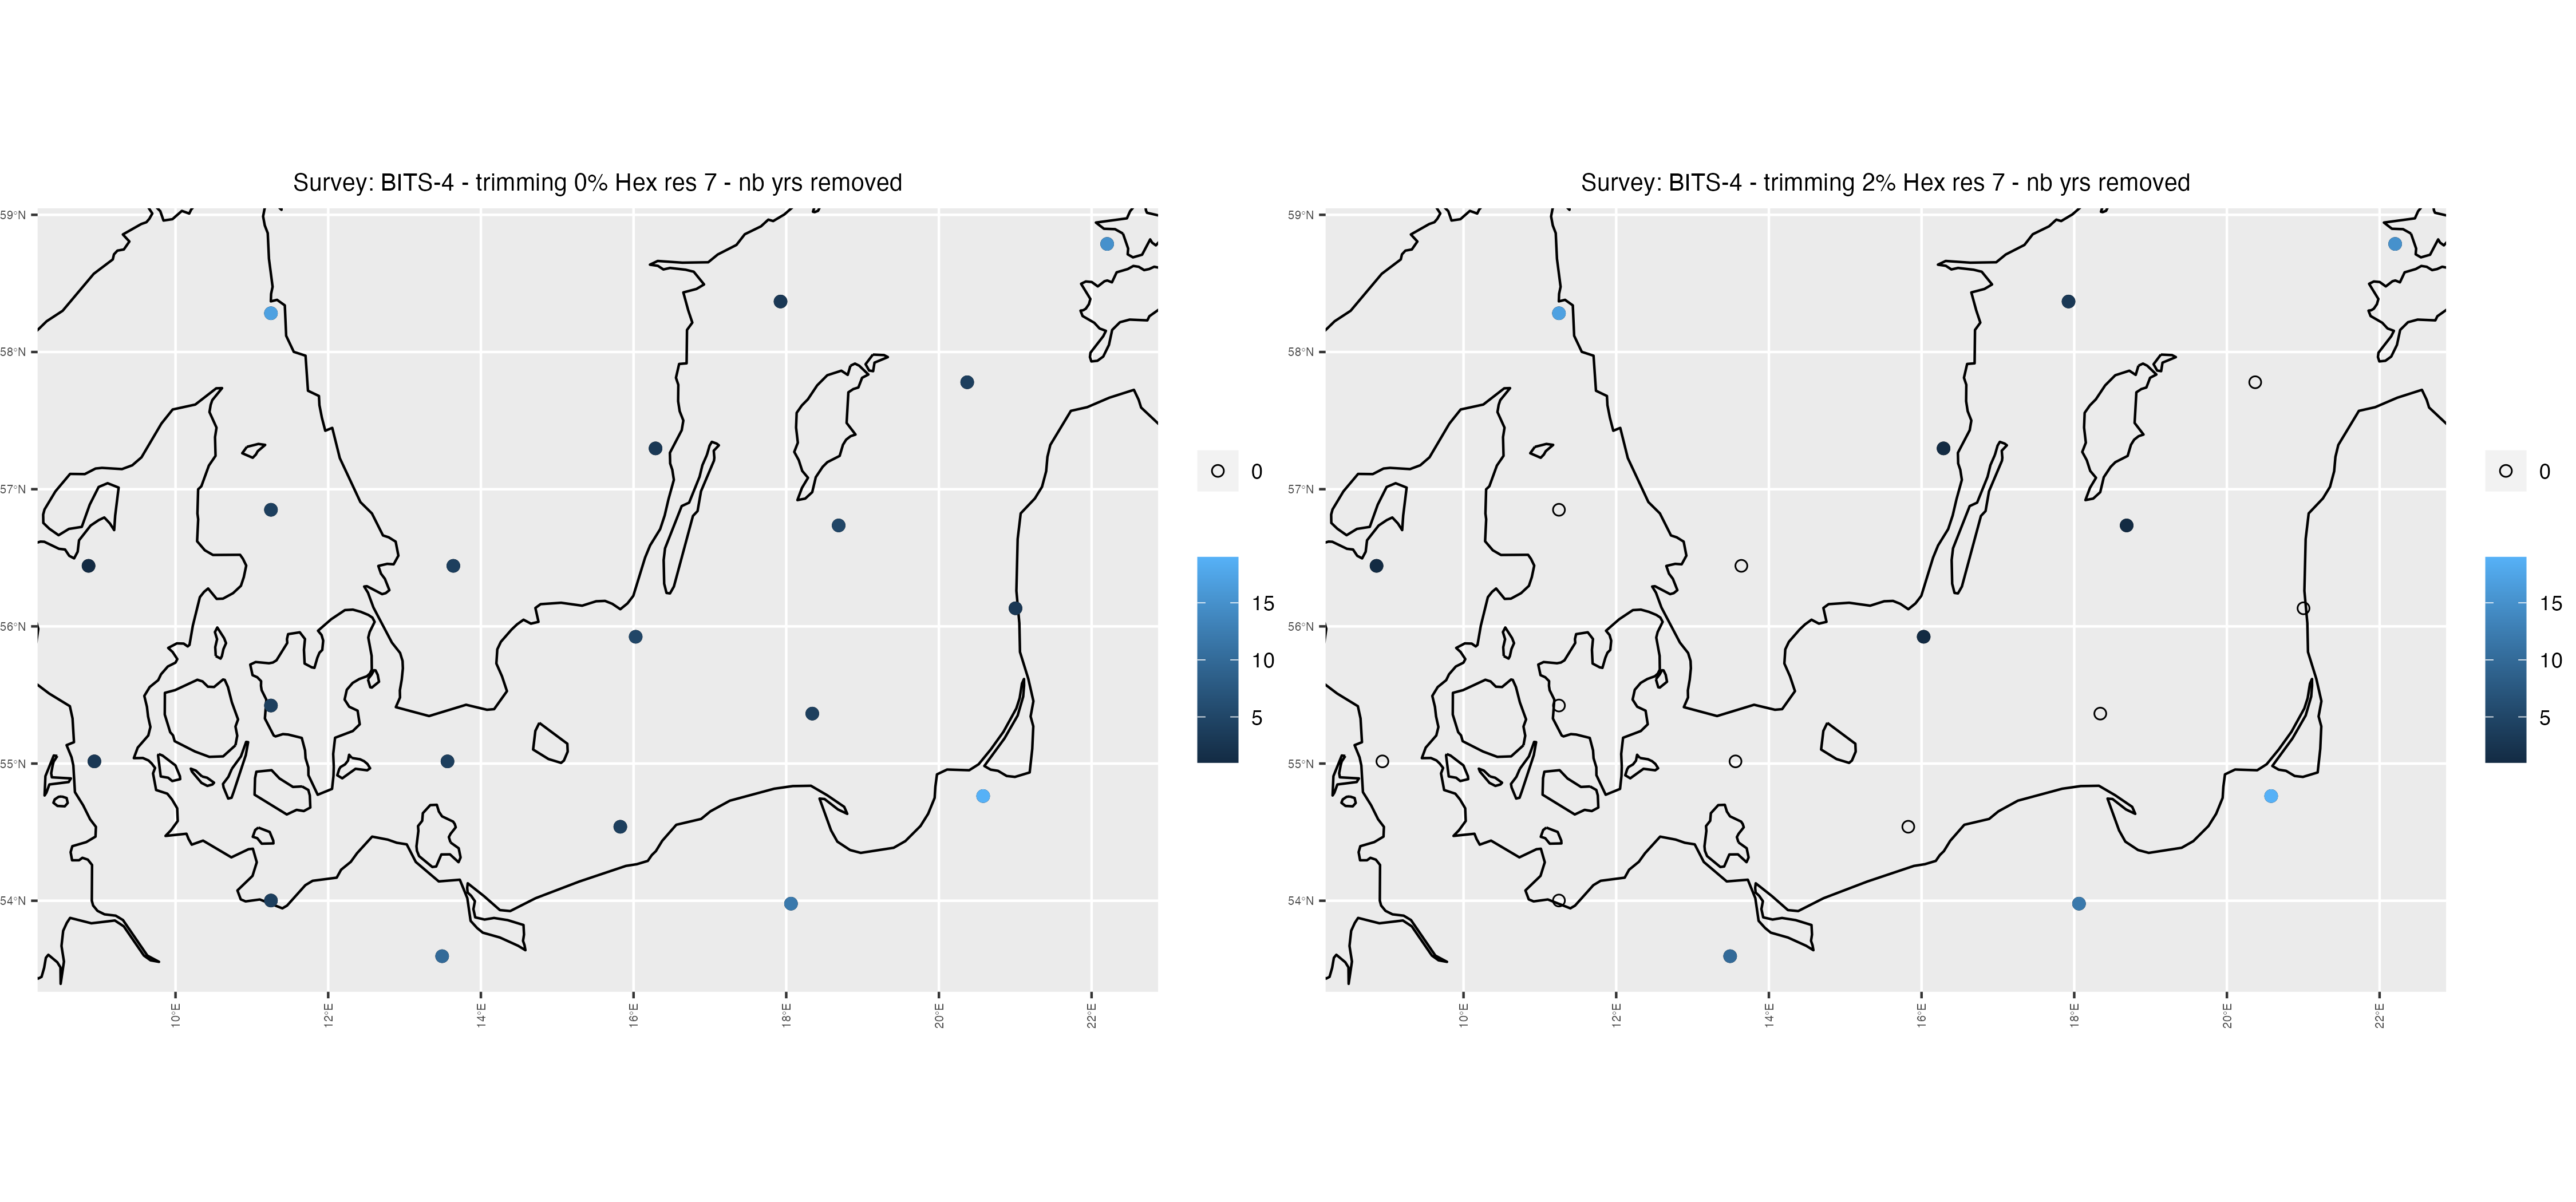 Survey: BITS-4 - trimming 0% Hex res 7 - nb yrs removed
59°N
58°N
57°N
56°N
55°N
54°N
10°E
12°E
14°E
16°E
18°E
20°E
22°E
0
15
10
5
Survey: BITS-4 - trimming 2% Hex res 7 - nb yrs removed
59°N
58°N
57°N
56°N
55°N
54°N
10°E
12°E
14°E
16°E
18°E
20°E
22°E
0
15
10
5